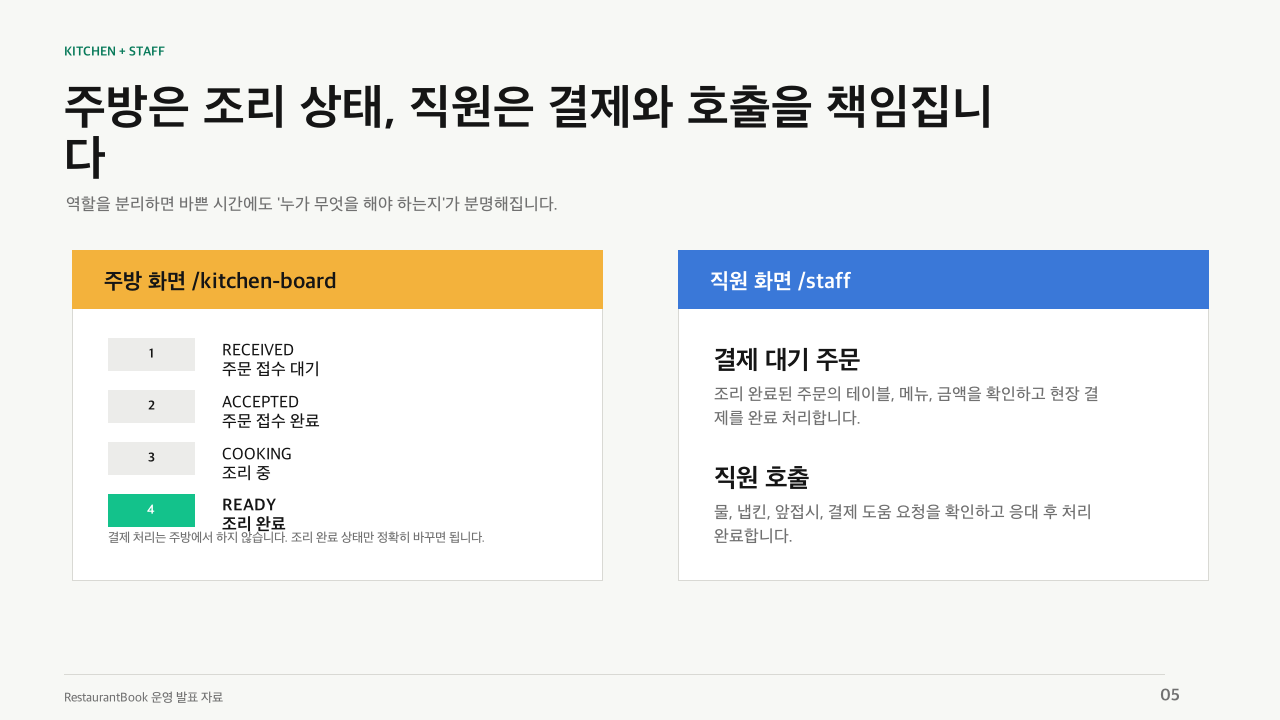 KITCHEN + STAFF
주방은 조리 상태, 직원은 결제와 호출을 책임집니
다
역할을 분리하면 바쁜 시간에도 '누가 무엇을 해야 하는지'가 분명해집니다.
주방 화면 /kitchen-board
1
RECEIVED
주문 접수 대기
2
ACCEPTED
주문 접수 완료
3
COOKING
조리 중
4
READY
조리 완료
결제 처리는 주방에서 하지 않습니다. 조리 완료 상태만 정확히 바꾸면 됩니다.
직원 화면 /staff
결제 대기 주문
조리 완료된 주문의 테이블, 메뉴, 금액을 확인하고 현장 결
제를 완료 처리합니다.
직원 호출
물, 냅킨, 앞접시, 결제 도움 요청을 확인하고 응대 후 처리
완료합니다.
RestaurantBook 운영 발표 자료
05